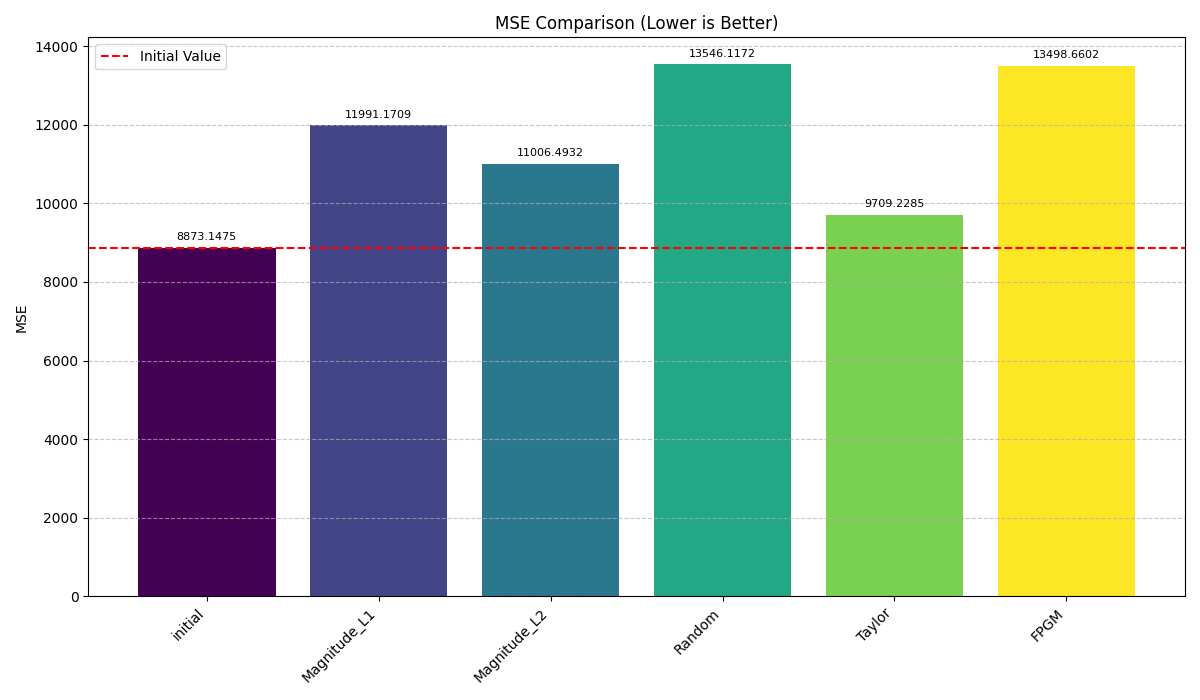 MSE Comparison (Lower is Better)
Initial Value
14000
12000
10000
8000
6000
4000
2000
0
MSE
8873.1475
11991.1709
11006.4932
13546.1172
9709.2285
13498.6602
initial
Magnitude_L1
Magnitude_L2
Random
Taylor
FPGM